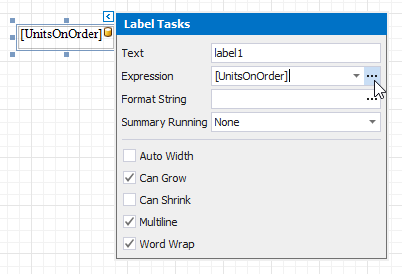 [UnitsOnOrder]
Label Tasks
Text label1
Expression [UnitsOnOrder] ...
Format String ...
Summary Running None
Auto Width
Can Grow
Can Shrink
Multiline
Word Wrap